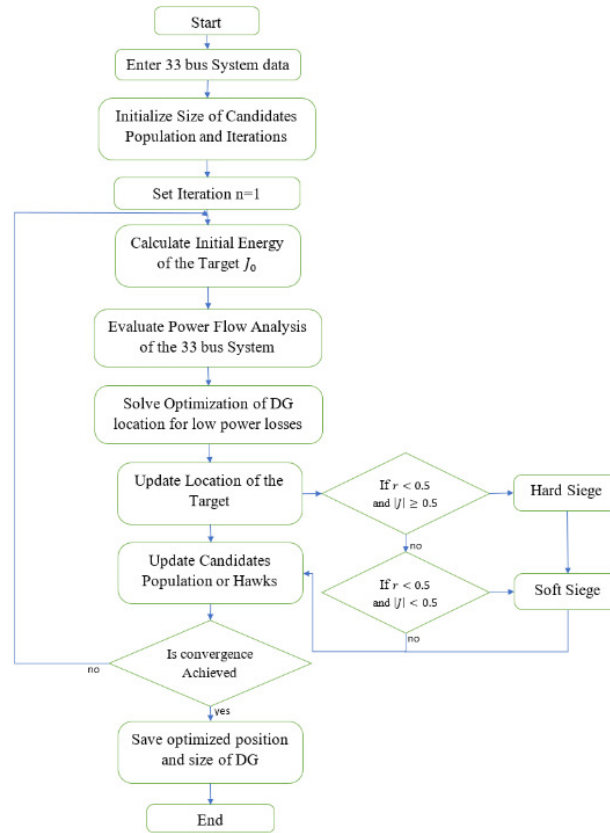 Start
Enter 33 bus System data
Initialize Size of Candidates
Population and Iterations
Set Iteration n=1
Calculate Initial Energy
of the Target J₀
Evaluate Power Flow Analysis
of the 33 bus System
Solve Optimization of DG
location for low power losses
Update Location of the
Target
If r < 0.5
and |J| ≥ 0.5
Hard Siege
no
Update Candidates
Population or Hawks
If r < 0.5
and |J| < 0.5
Soft Siege
no
Is convergence
Achieved
no
yes
Save optimized position
and size of DG
End